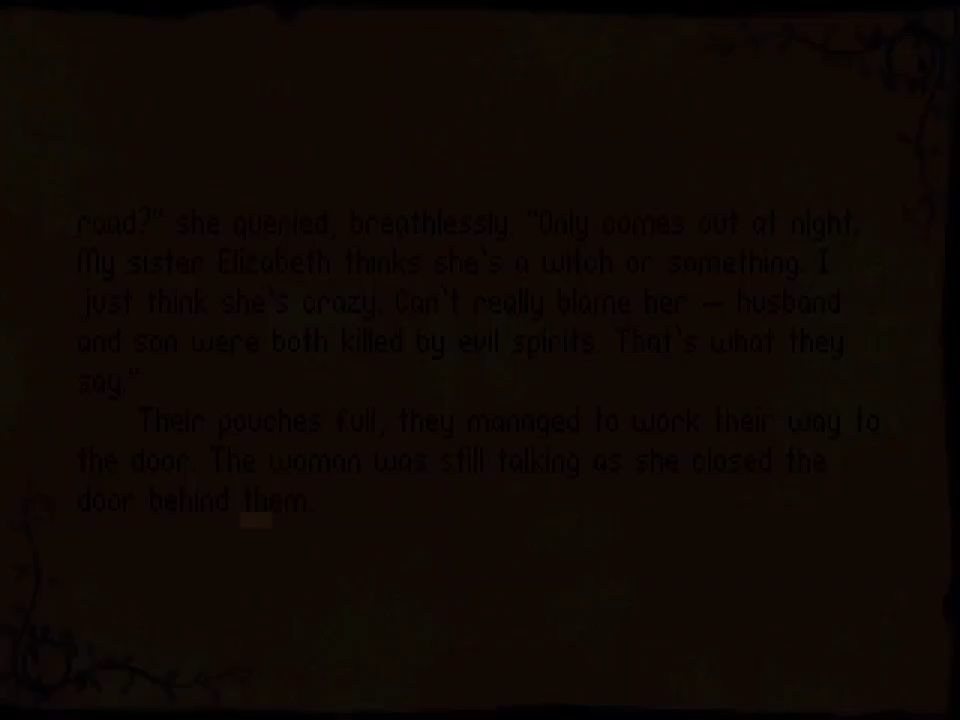 road?" she queried, breathlessly. "Only comes out at night.
My sister Elizabeth thinks she's a witch or something. I
just think she's crazy. Can't really blame her — husband
and son were both killed by evil spirits. That's what they
say."
Their pouches full, they managed to work their way to
the door. The woman was still talking as she closed the
door behind them.